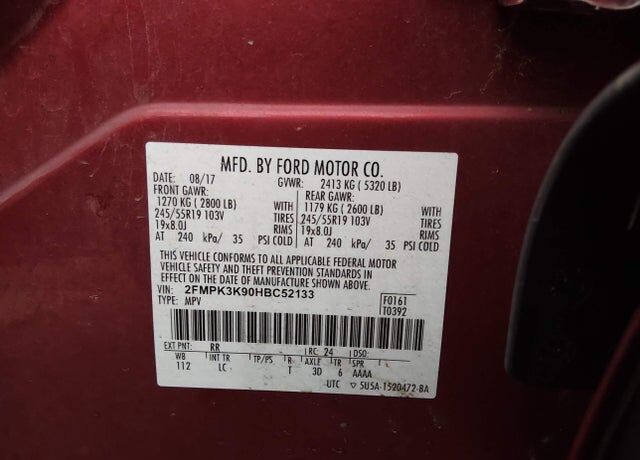 MFD. BY FORD MOTOR CO.
DATE: 08/17 GVWR: 2413 KG ( 5320 LB)
FRONT GAWR: REAR GAWR:
1270 KG ( 2800 LB) WITH 1179 KG ( 2600 LB) WITH
245/55R19 103V TIRES 245/55R19 103V TIRES
19x8.0J RIMS 19x8.0J RIMS
AT 240 kPa/ 35 PSI COLD AT 240 kPa/ 35 PSI COLD
THIS VEHICLE CONFORMS TO ALL APPLICABLE FEDERAL MOTOR
VEHICLE SAFETY AND THEFT PREVENTION STANDARDS IN
EFFECT ON THE DATE OF MANUFACTURE SHOWN ABOVE.
VIN: 2FMPK3K90HBC52133 F0161
TYPE: MPV T0392
EXT PNT: RR RC: 24 DSO:
WB INT TR TP/PS R AXLE TR SPR
112 LC T 3D 6 AAAA
UTC ▽ 5U5A-1520472-BA